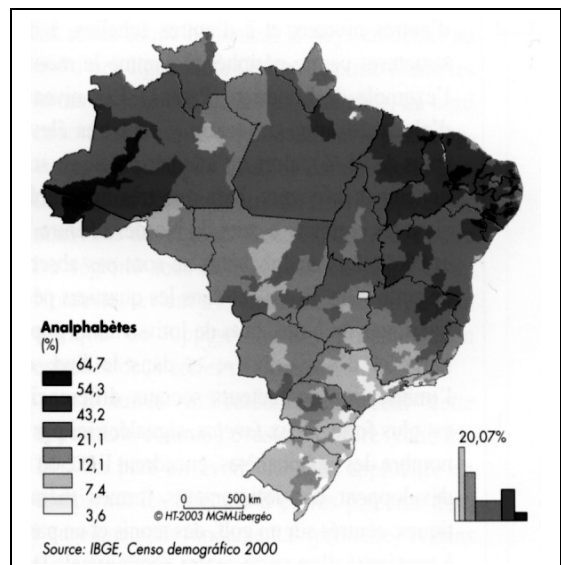 Analphabètes
(%)
64,7
54,3
43,2
21,1
12,1
7,4
3,6
500 km
© HT-2003 MGM-Libergéo
20,07%
Source: IBGE, Censo demográfico 2000